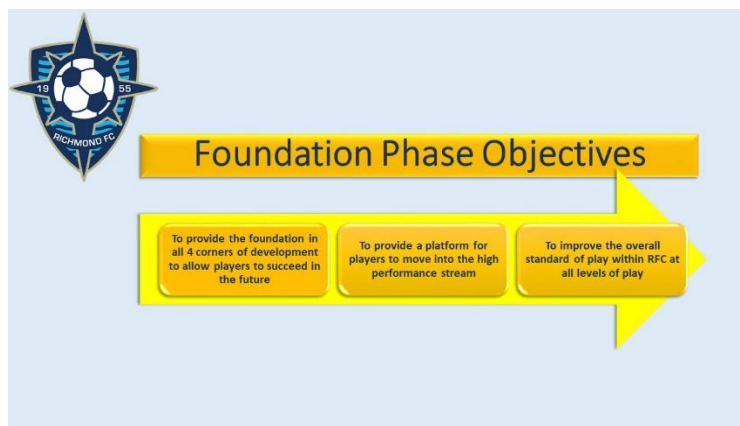 19 55
RICHMOND FC
Foundation Phase Objectives
To provide the foundation in
all 4 corners of development
to allow players to succeed in
the future
To provide a platform for
players to move into the high
performance stream
To improve the overall
standard of play within RFC at
all levels of play